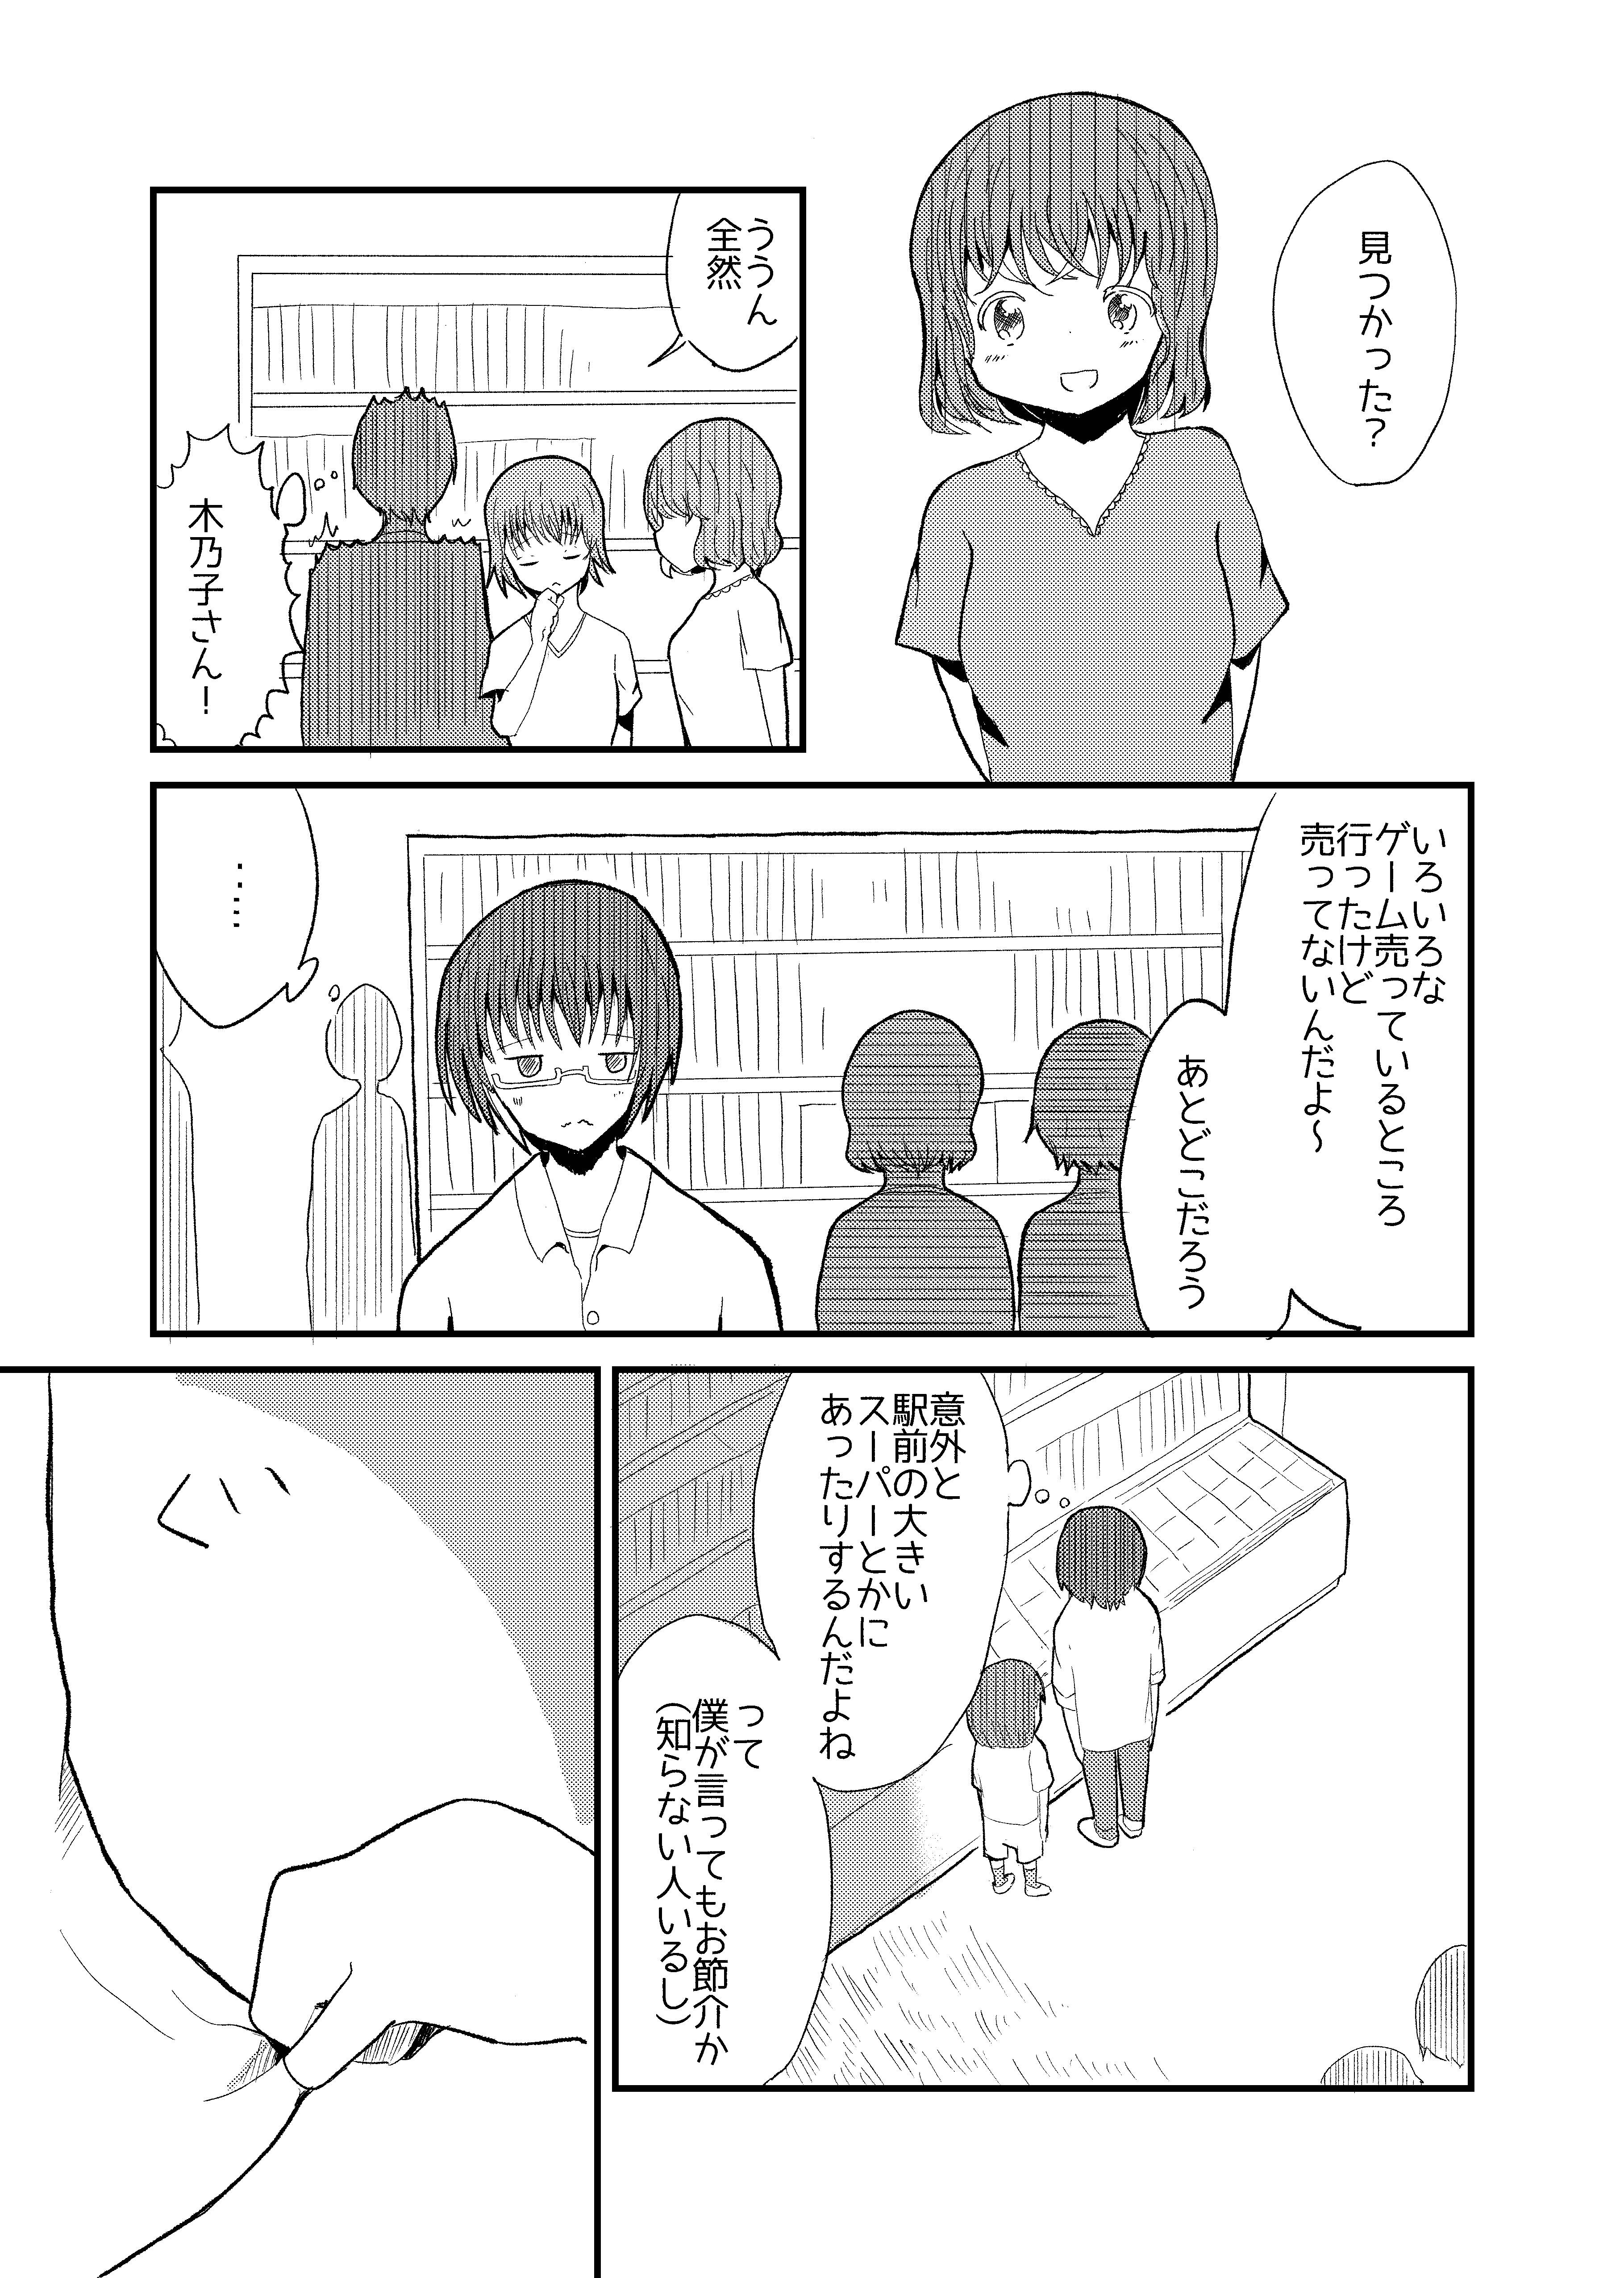 見つかった？
ううん
全然
木乃子さん！
いろいろな
ゲーム売っているところ
行ったけど
売ってないんだよ～
あとどこだろう
……
意外と
駅前の大きい
スーパーとかに
あったりするんだよね
って
僕が言ってもお節介か
（知らない人いるし）